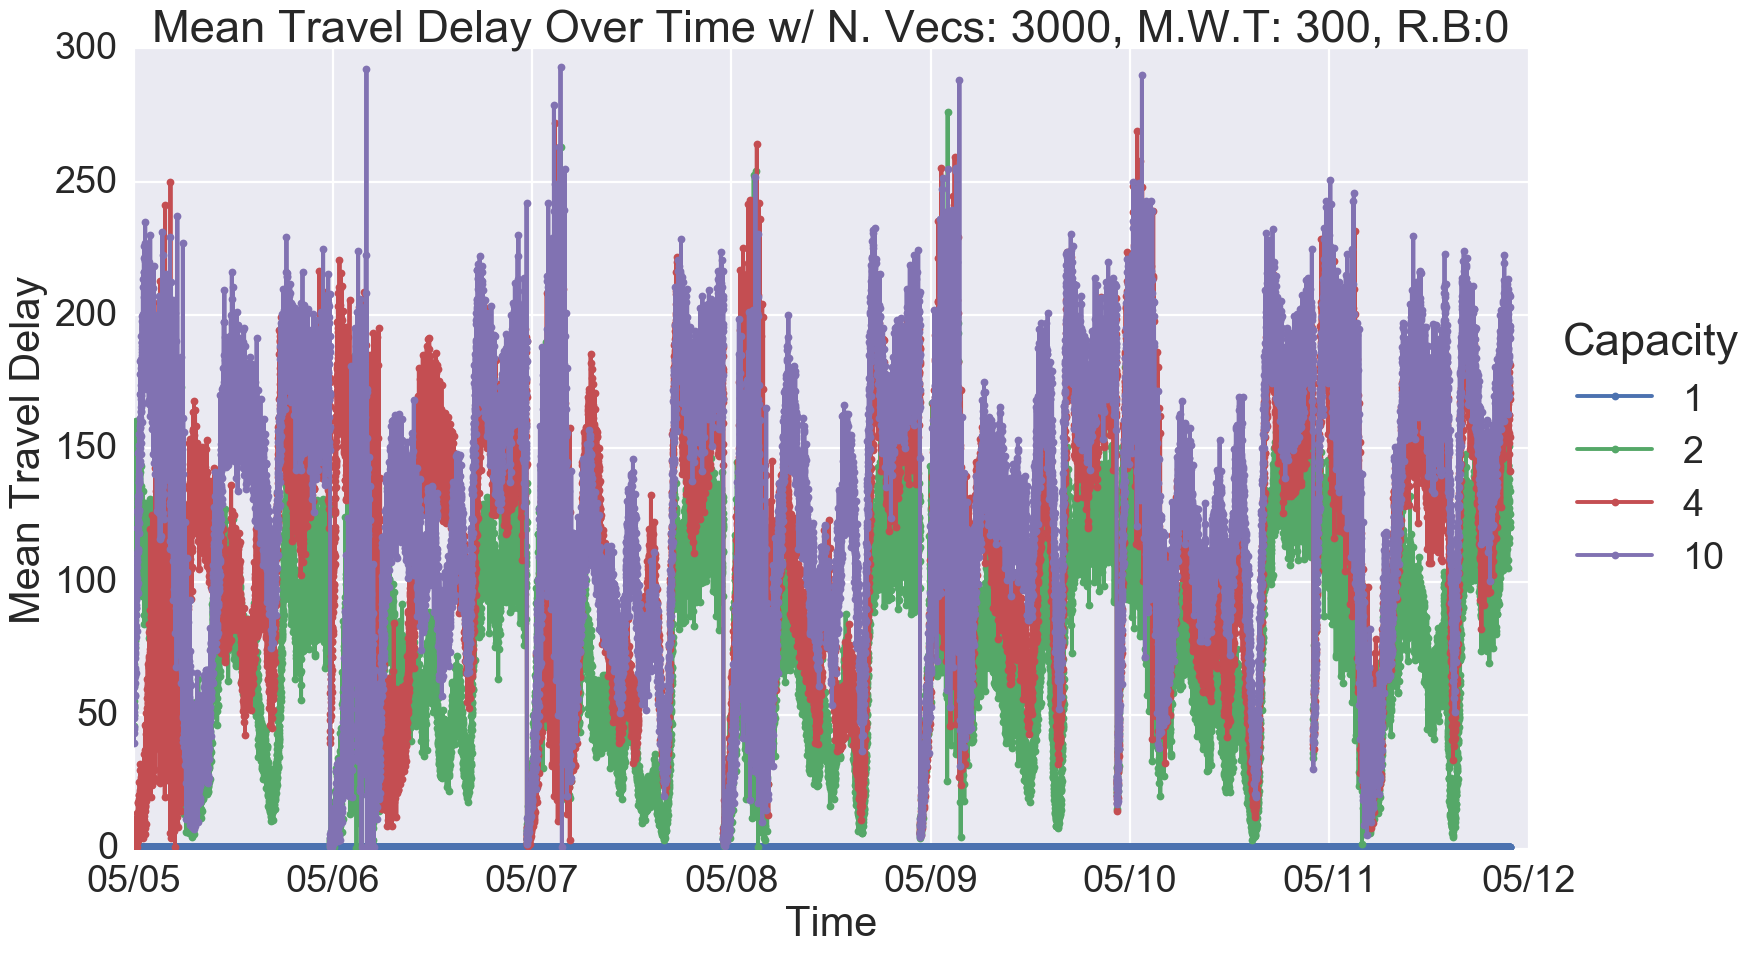 Mean Travel Delay Over Time w/ N. Vecs: 3000, M.W.T: 300, R.B:0
300
250
200
150
100
50
0
Mean Travel Delay
05/05 05/06 05/07 05/08 05/09 05/10 05/11 05/12
Time
Capacity
1
2
4
10